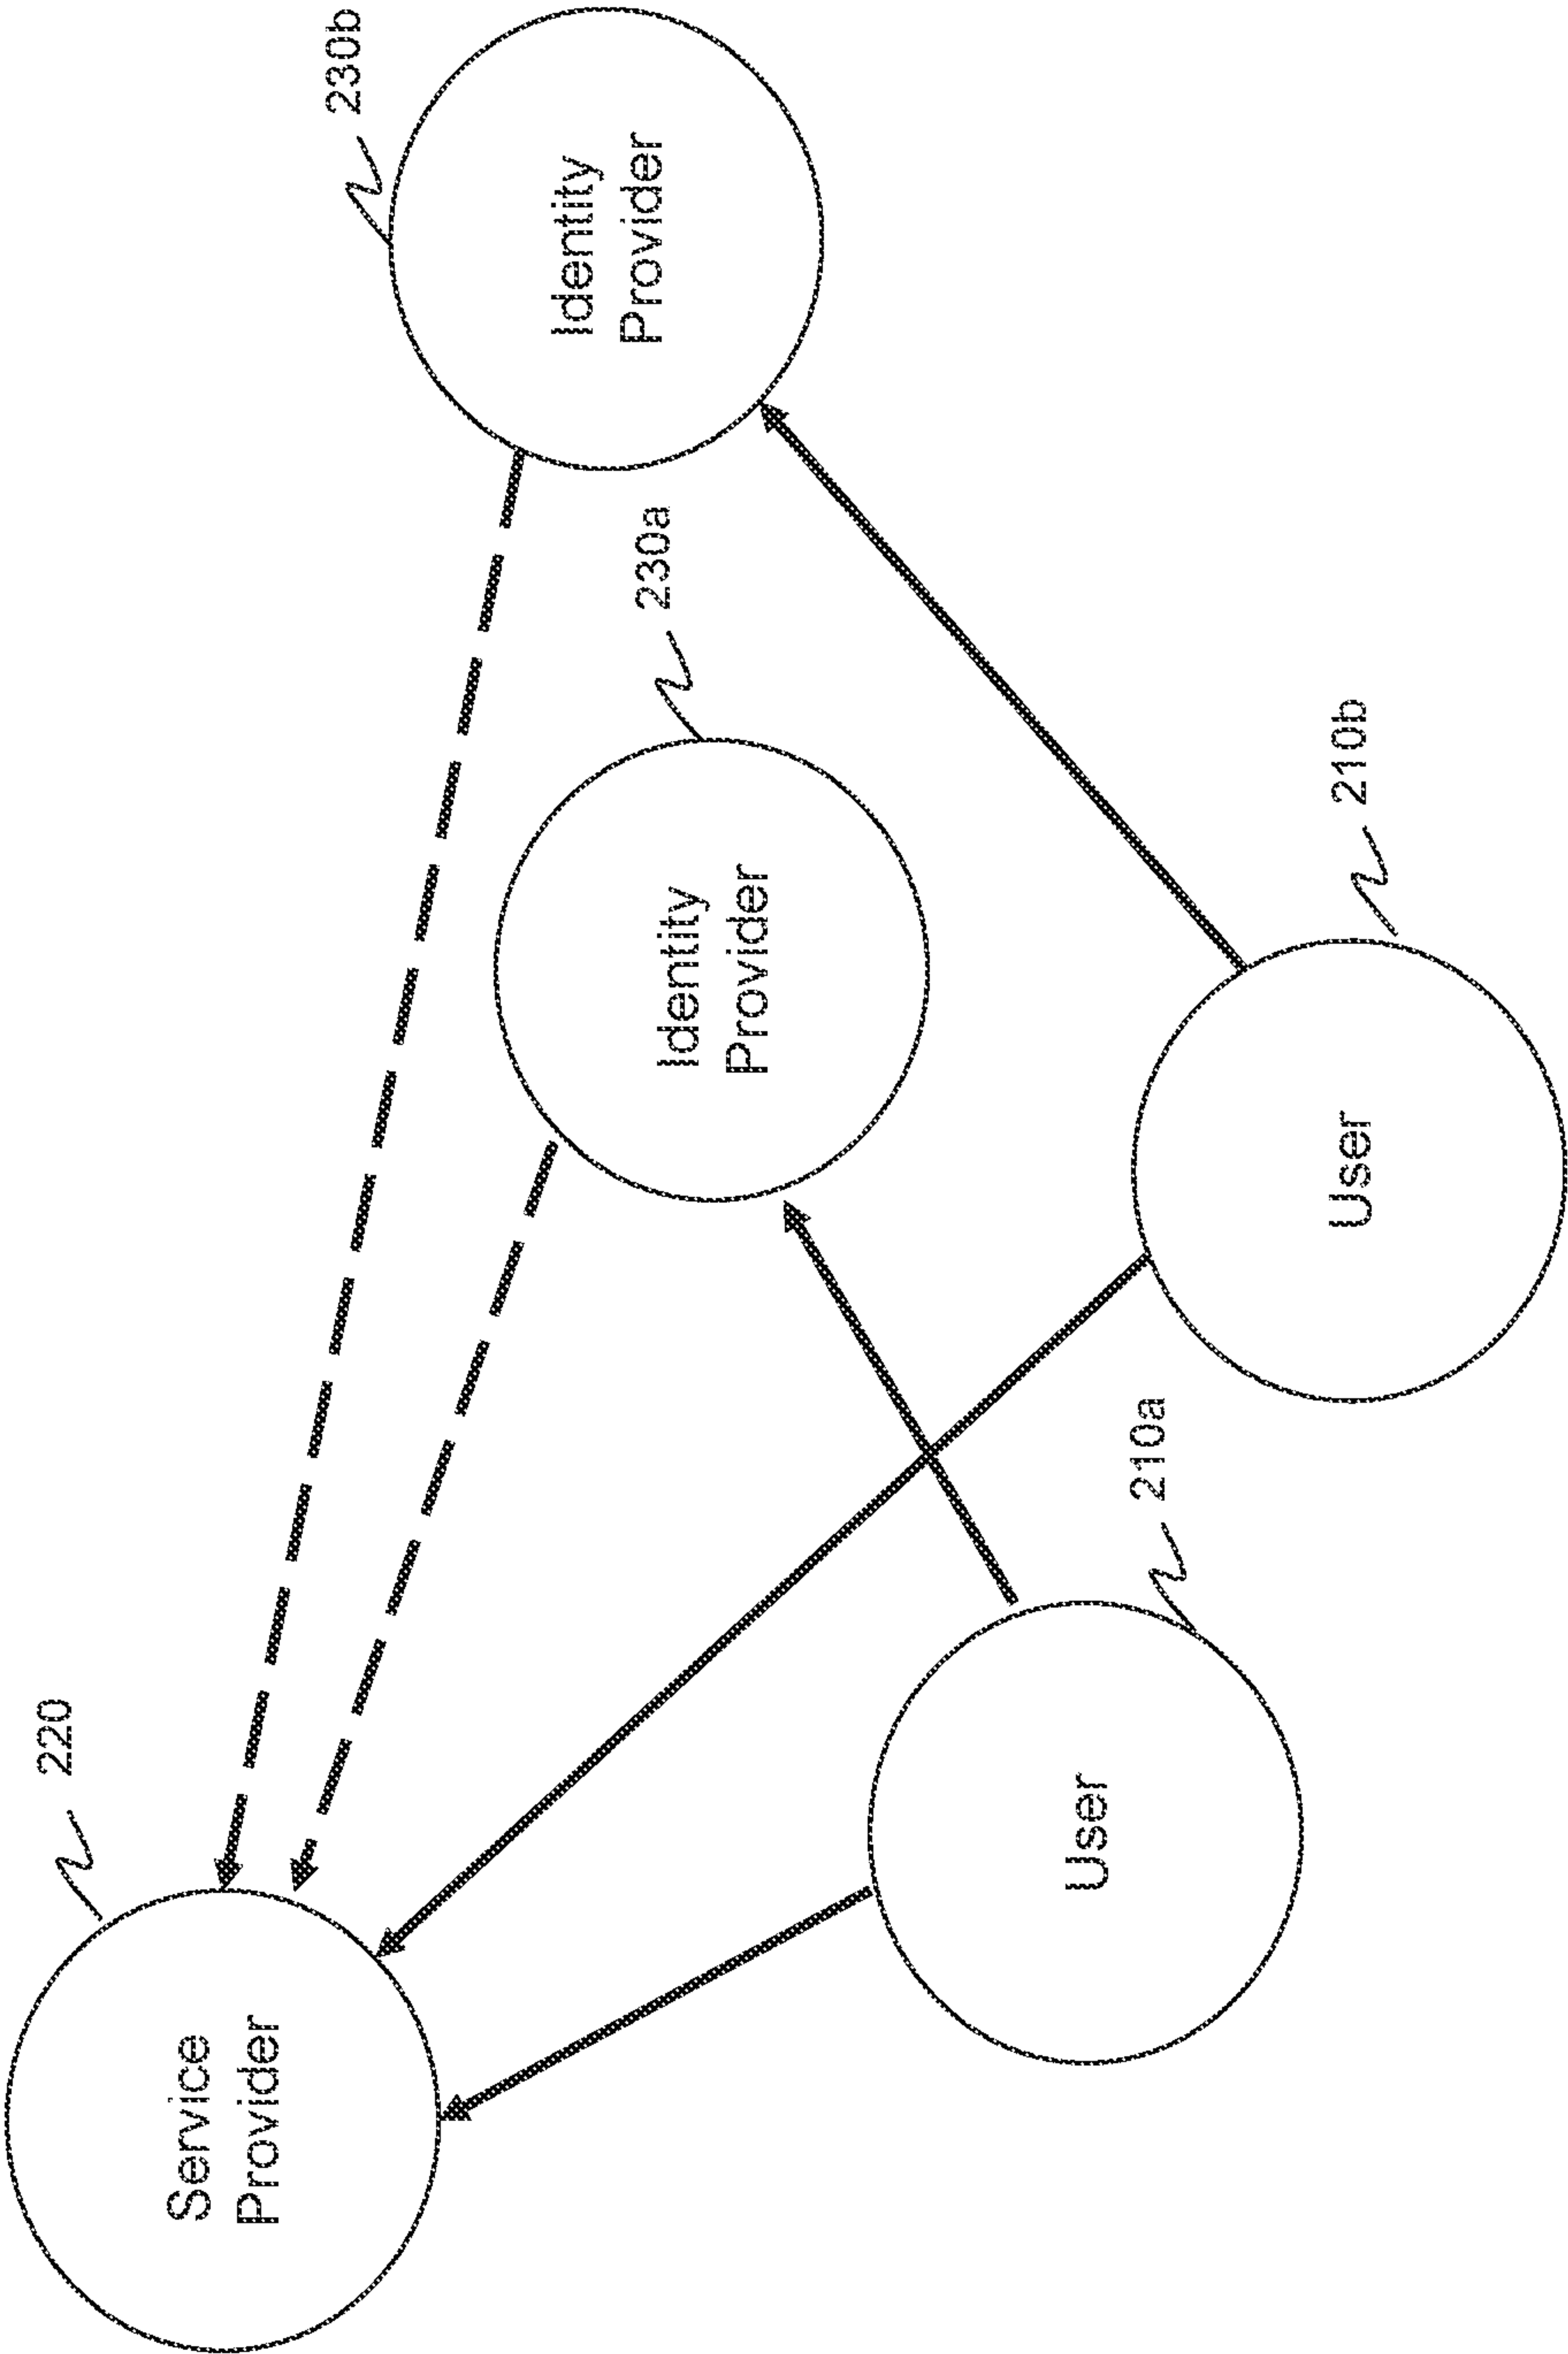 220
Service
Provider
230a
Identity
Provider
230b
Identity
Provider
210a
User
210b
User